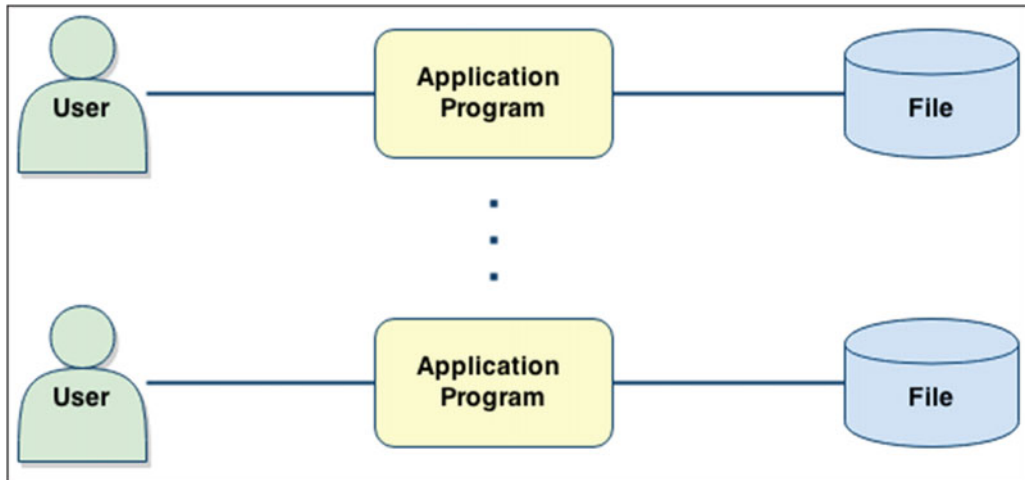 User
Application
Program
File
User
Application
Program
File